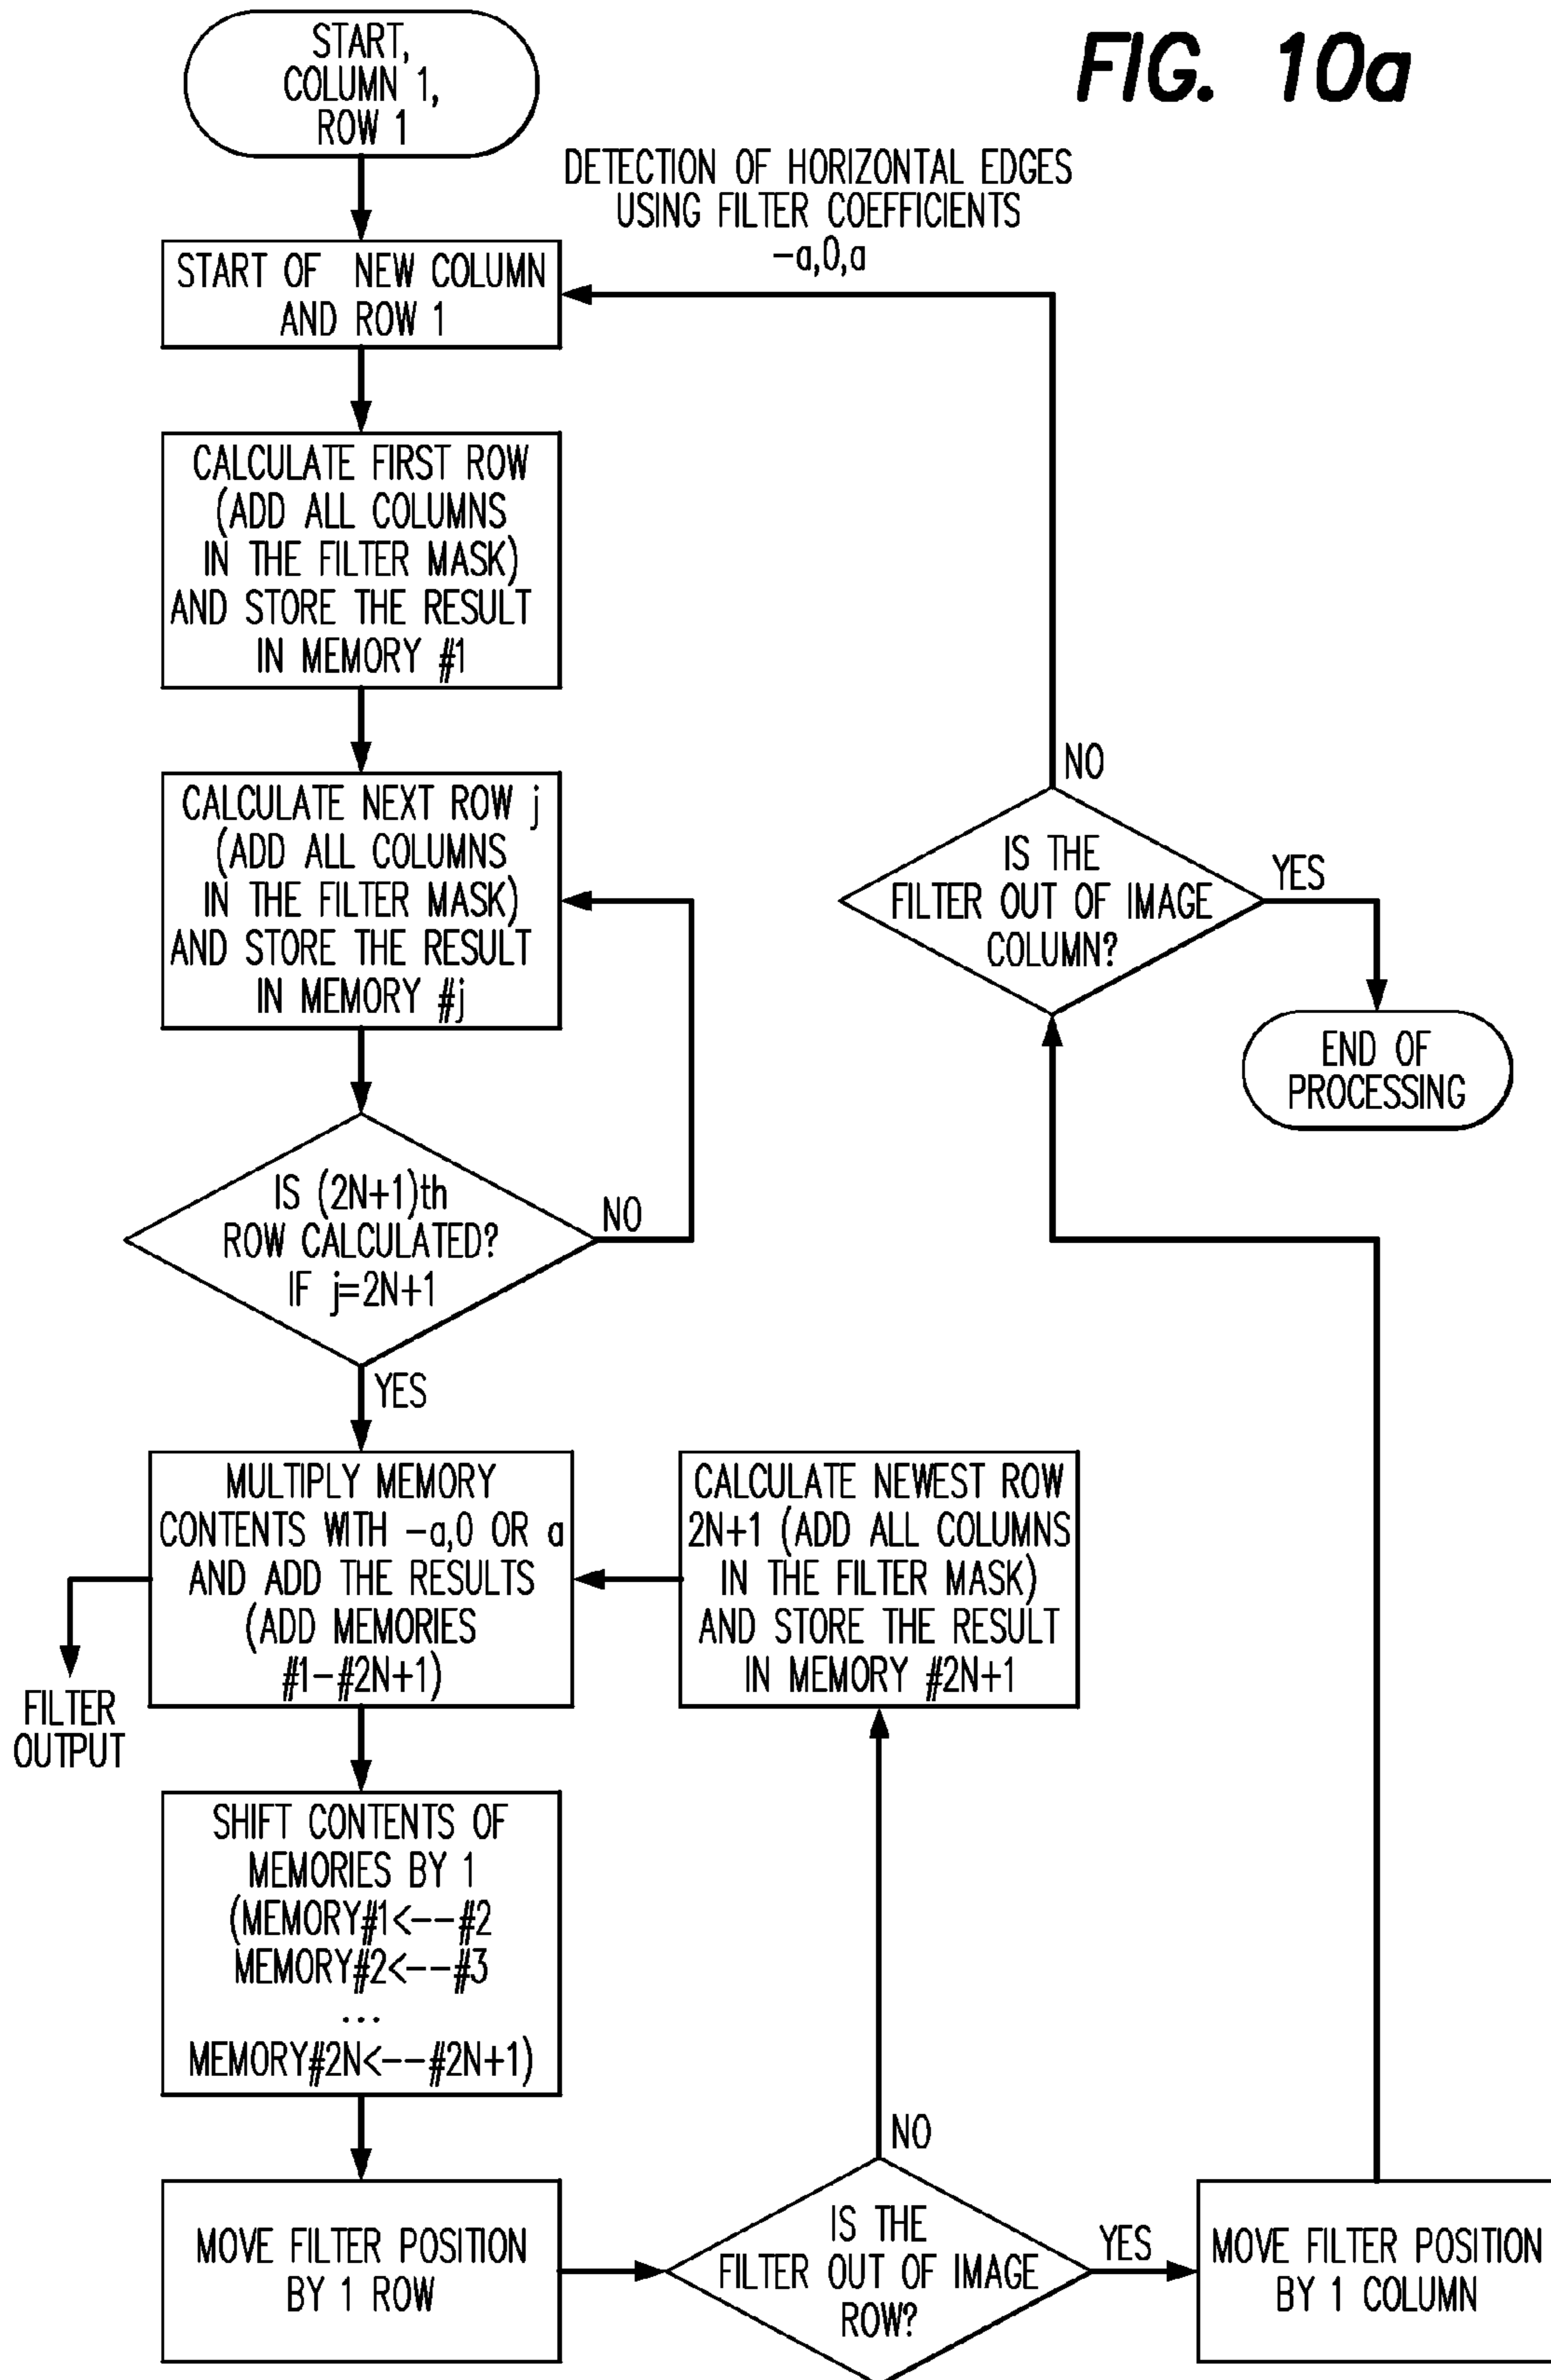 FIG. 10a
START,
COLUMN 1,
ROW 1
DETECTION OF HORIZONTAL EDGES
USING FILTER COEFFICIENTS
-a,0,a
START OF NEW COLUMN
AND ROW 1
CALCULATE FIRST ROW
(ADD ALL COLUMNS
IN THE FILTER MASK)
AND STORE THE RESULT
IN MEMORY #1
CALCULATE NEXT ROW j
(ADD ALL COLUMNS
IN THE FILTER MASK)
AND STORE THE RESULT
IN MEMORY #j
IS (2N+1)th
ROW CALCULATED?
IF j=2N+1
NO
YES
MULTIPLY MEMORY
CONTENTS WITH -a,0 OR a
AND ADD THE RESULTS
(ADD MEMORIES
#1-#2N+1)
FILTER
OUTPUT
CALCULATE NEWEST ROW
2N+1 (ADD ALL COLUMNS
IN THE FILTER MASK)
AND STORE THE RESULT
IN MEMORY #2N+1
SHIFT CONTENTS OF
MEMORIES BY 1
(MEMORY#1<--#2
MEMORY#2<--#3
...
MEMORY#2N<--#2N+1)
MOVE FILTER POSITION
BY 1 ROW
IS THE
FILTER OUT OF IMAGE
ROW?
NO
YES
MOVE FILTER POSITION
BY 1 COLUMN
IS THE
FILTER OUT OF IMAGE
COLUMN?
NO
YES
END OF
PROCESSING